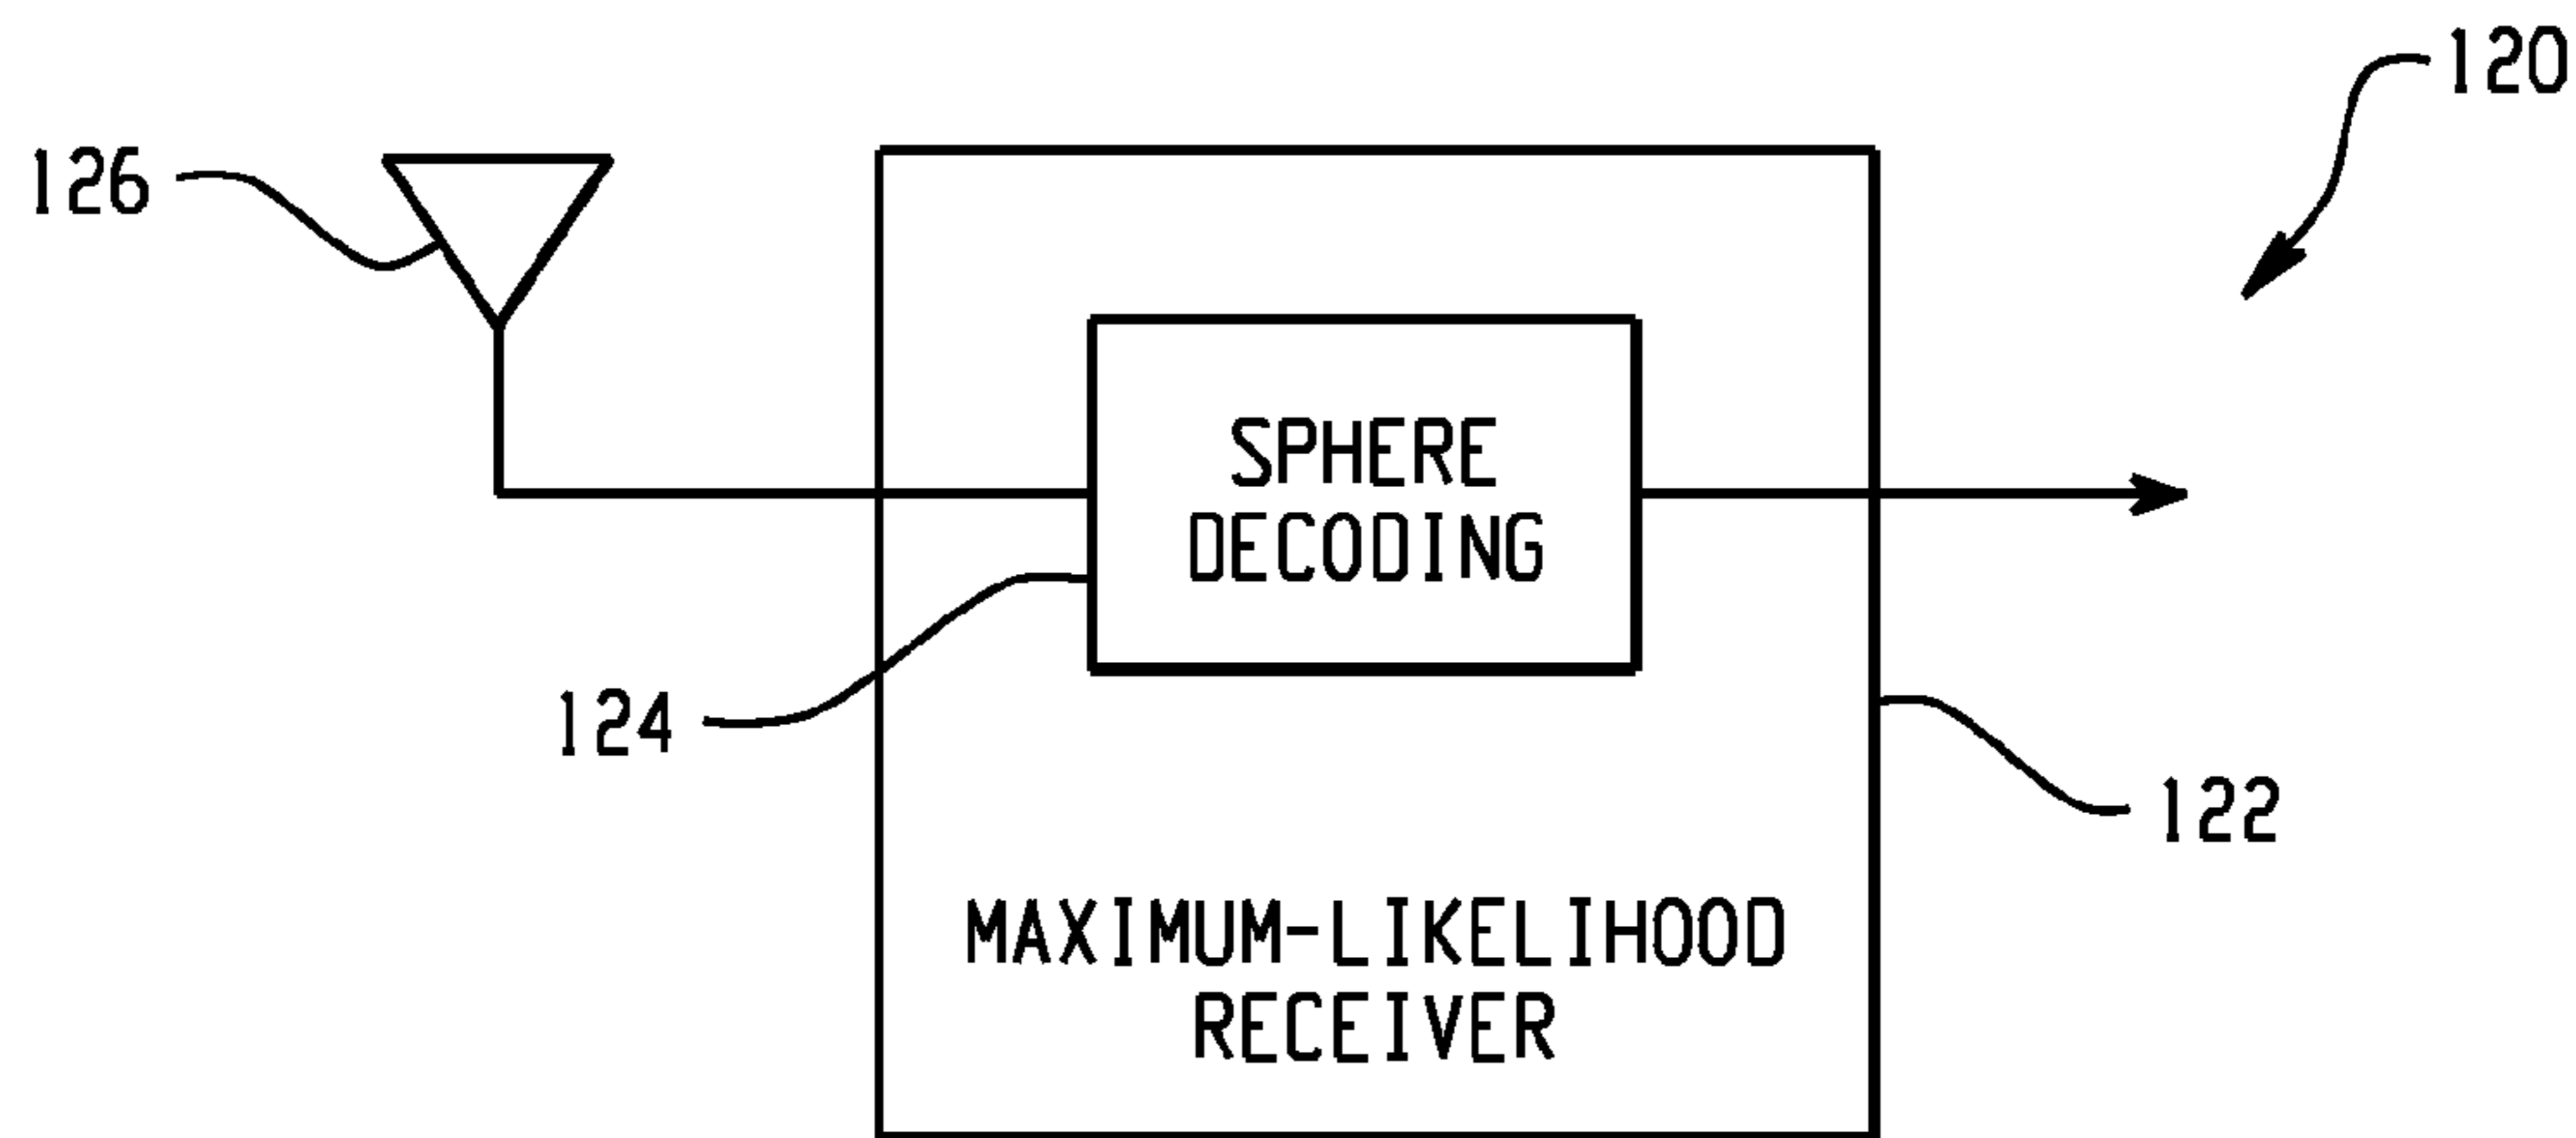 120
126
SPHERE
DECODING
124
122
MAXIMUM-LIKELIHOOD
RECEIVER